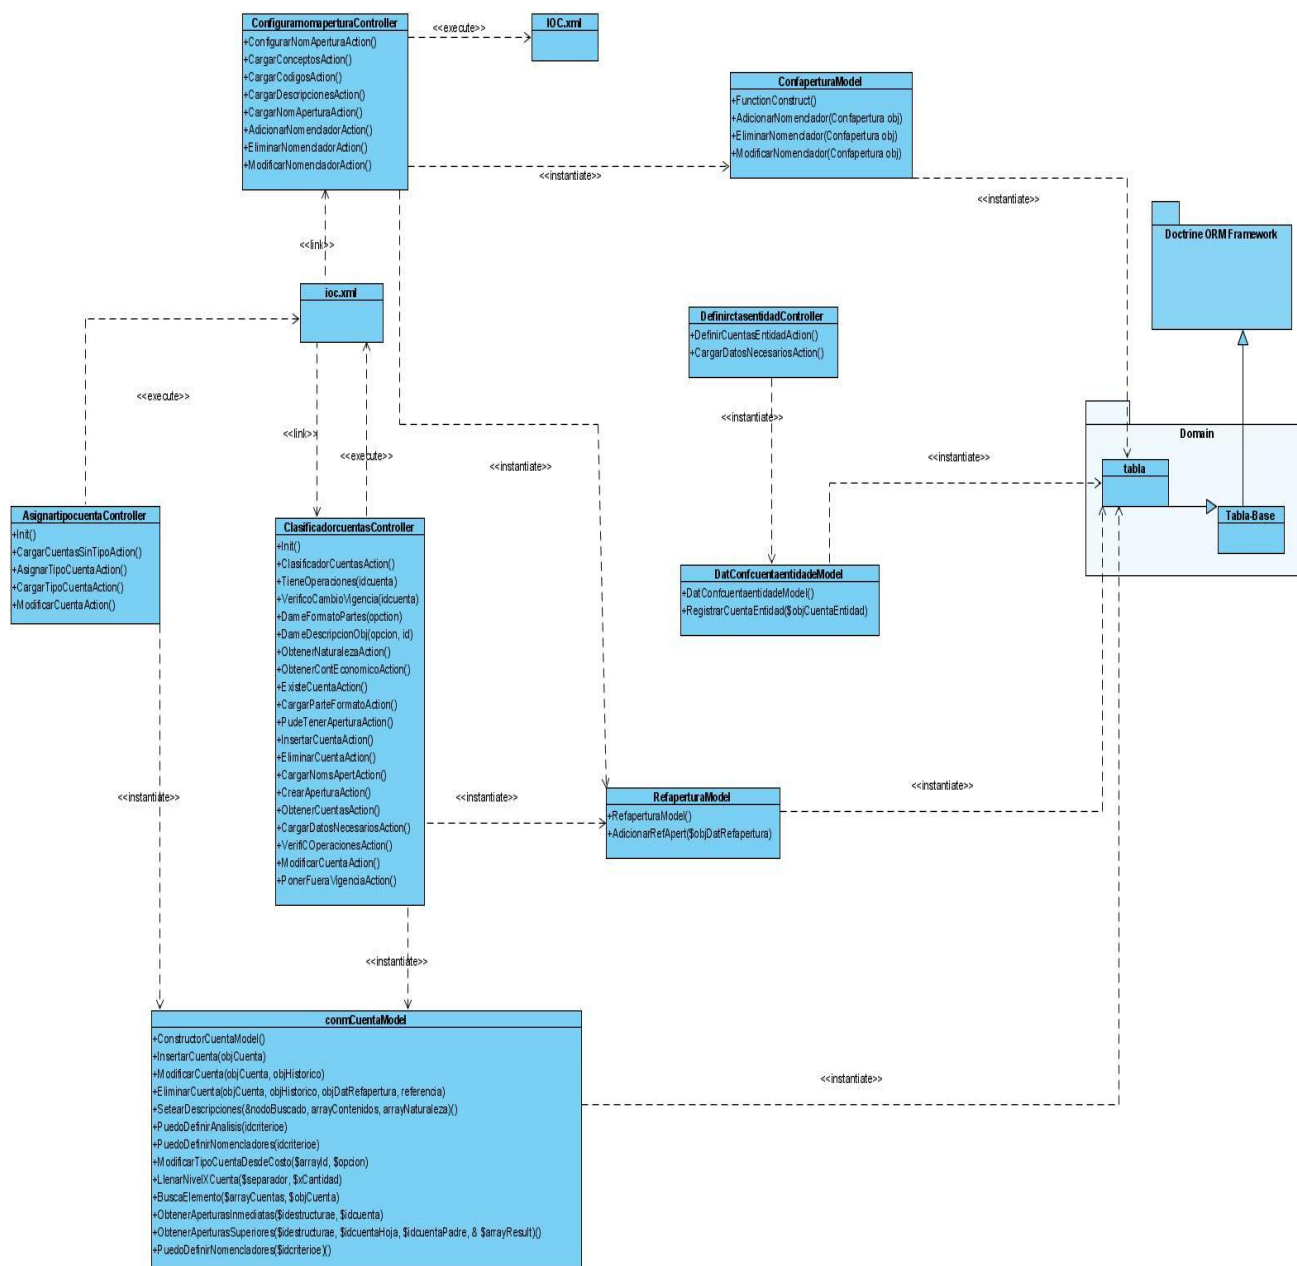 ConfiguramomaperturaController
+ConfigurarNomAperturaAction()
+CargarConceptosAction()
+CargarCodigosAction()
+CargarDescripcionesAction()
+CargarNomAperturaAction()
+AdicionarNomencladorAction()
+EliminarNomencladorAction()
+ModificarNomencladorAction()
<<execute>>
IOC.xml
ConfaperturaModel
+FunctionConstruct()
+AdicionarNomenclador(Confapertura obj)
+EliminarNomenclador(Confapertura obj)
+ModificarNomenclador(Confapertura obj)
<<instantiate>>
<<instantiate>>
Doctrine ORM Framework
<<link>>
ioc.xml
DefinirctasentidadController
+DefinirCuentasEntidadAction()
+CargarDatosNecesariosAction()
<<execute>>
<<instantiate>>
<<link>>
<<execute>>
<<instantiate>>
<<instantiate>>
Domain
tabla
Tabla-Base
AsignartipocuentaController
+Init()
+CargarCuentasSinTipoAction()
+AsignarTipoCuentaAction()
+CargarTipoCuentaAction()
+ModificarCuentaAction()
ClasificadorcuentasController
+Init()
+ClasificadorCuentasAction()
+TieneOperaciones(idcuenta)
+VerificoCambioVigencia(idcuenta)
+DameFormatoPartes(opction)
+DameDescripcionObj(opcion, id)
+ObtenerNaturalezaAction()
+ObtenerContEconomicoAction()
+ExisteCuentaAction()
+CargarParteFormatoAction()
+PudeTenerAperturaAction()
+InsertarCuentaAction()
+EliminarCuentaAction()
+CargarNomsApertAction()
+CrearAperturaAction()
+ObtenerCuentasAction()
+CargarDatosNecesariosAction()
+VerifiCOperacionesAction()
+ModificarCuentaAction()
+PonerFueraVigenciaAction()
DatConfcuentaentidadeModel
+DatConfcuentaentidadeModel()
+RegistrarCuentaEntidad($objCuentaEntidad)
<<instantiate>>
<<instantiate>>
RefaperturaModel
+RefaperturaModel()
+AdicionarRefApert($objDatRefapertura)
<<instantiate>>
<<instantiate>>
conmCuentaModel
+ConstructorCuentaModel()
+InsertarCuenta(objCuenta)
+ModificarCuenta(objCuenta, objHistorico)
+EliminarCuenta(objCuenta, objHistorico, objDatRefapertura, referencia)
+SetearDescripciones(&nodoBuscado, arrayContenidos, arrayNaturaleza)()
+PuedoDefinirAnalisis(idcriterioe)
+PuedoDefinirNomencladores(idcriterioe)
+ModificarTipoCuentaDesdeCosto($arrayId, $opcion)
+LlenarNivelXCuenta($separador, $xCantidad)
+BuscaElemento($arrayCuentas, $objCuenta)
+ObtenerAperturasInmediatas($idestructurae, $idcuenta)
+ObtenerAperturasSuperiores($idestructurae, $idcuentaHoja, $idcuentaPadre, & $arrayResult)()
+PuedoDefinirNomencladores($idcriterioe)()
<<instantiate>>